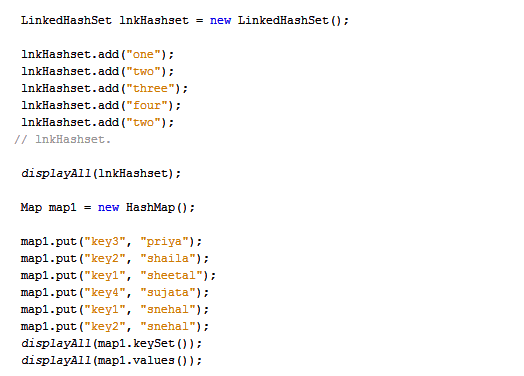 LinkedHashSet lnkHashset = new LinkedHashSet();
lnkHashset.add("one");
lnkHashset.add("two");
lnkHashset.add("three");
lnkHashset.add("four");
lnkHashset.add("two");
// lnkHashset.
displayAll(lnkHashset);
Map map1 = new HashMap();
map1.put("key3", "priya");
map1.put("key2", "shaila");
map1.put("key1", "sheetal");
map1.put("key4", "sujata");
map1.put("key1", "snehal");
map1.put("key2", "snehal");
displayAll(map1.keySet());
displayAll(map1.values());